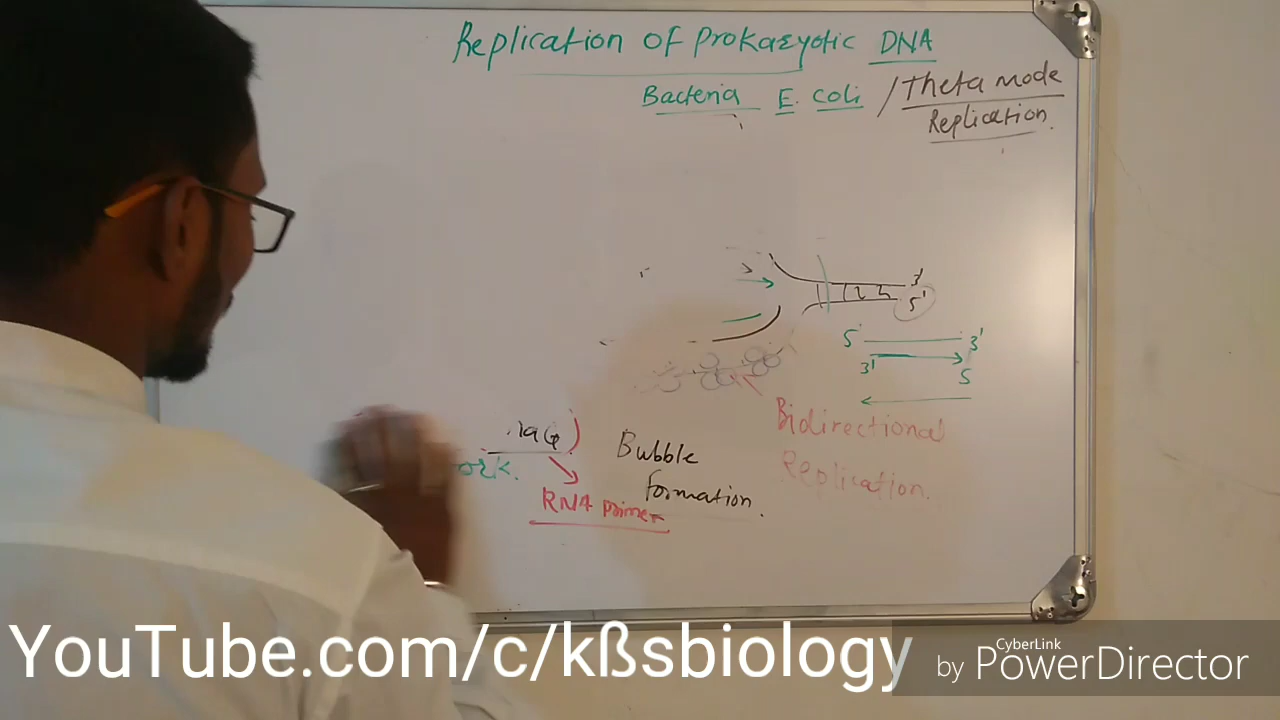 Replication of Prokaryotic DNA
Bacteria E. coli / Theta mode
Replication.
3'
5'
5' 3'
3' 5
Bidirectional
Replication.
Bubble
formation.
ork.
RNA primer
YouTube.com/c/kßsbiology
CyberLink
by PowerDirector